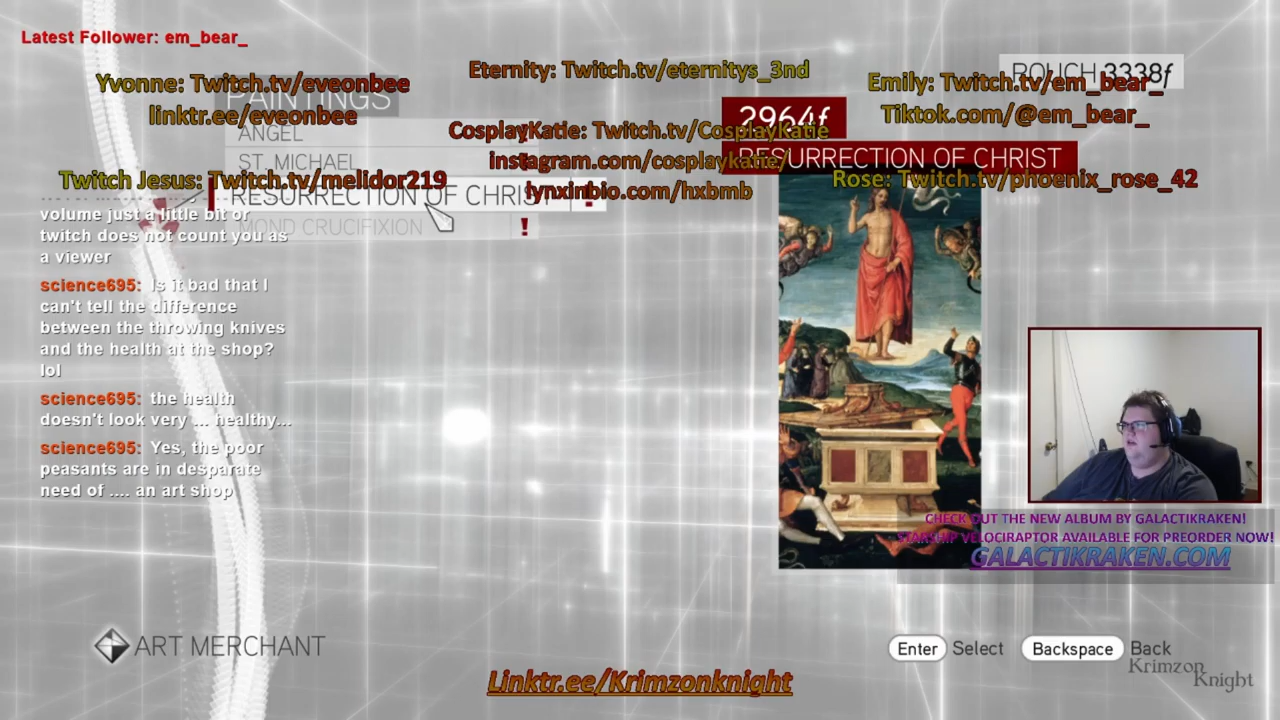 Latest Follower: em_bear_
Yvonne: Twitch.tv/eveonbee
linktr.ee/eveonbee
Eternity: Twitch.tv/eternitys_3nd
Emily: Twitch.tv/em_bear_
Tiktok.com/@em_bear_
POUCH 3338f
PAINTINGS
ANGEL
ST. MICHAEL
RESURRECTION OF CHRIST !
MOND CRUCIFIXION !
2964f
RESURRECTION OF CHRIST
CosplayKatie: Twitch.tv/CosplayKatie
instagram.com/cosplaykatie/
lynxinbio.com/hxbmb
Twitch Jesus: Twitch.tv/melidor219
Rose: Twitch.tv/phoenix_rose_42
volume just a little bit or
twitch does not count you as
a viewer
science695: Is it bad that I
can't tell the difference
between the throwing knives
and the health at the shop?
lol
science695: the health
doesn't look very ... healthy...
science695: Yes, the poor
peasants are in desparate
need of .... an art shop
CHECK OUT THE NEW ALBUM BY GALACTIKRAKEN!
STARSHIP VELOCIRAPTOR AVAILABLE FOR PREORDER NOW!
GALACTIKRAKEN.COM
ART MERCHANT
Enter Select Backspace Back
Krimzon
Knight
Linktr.ee/Krimzonknight